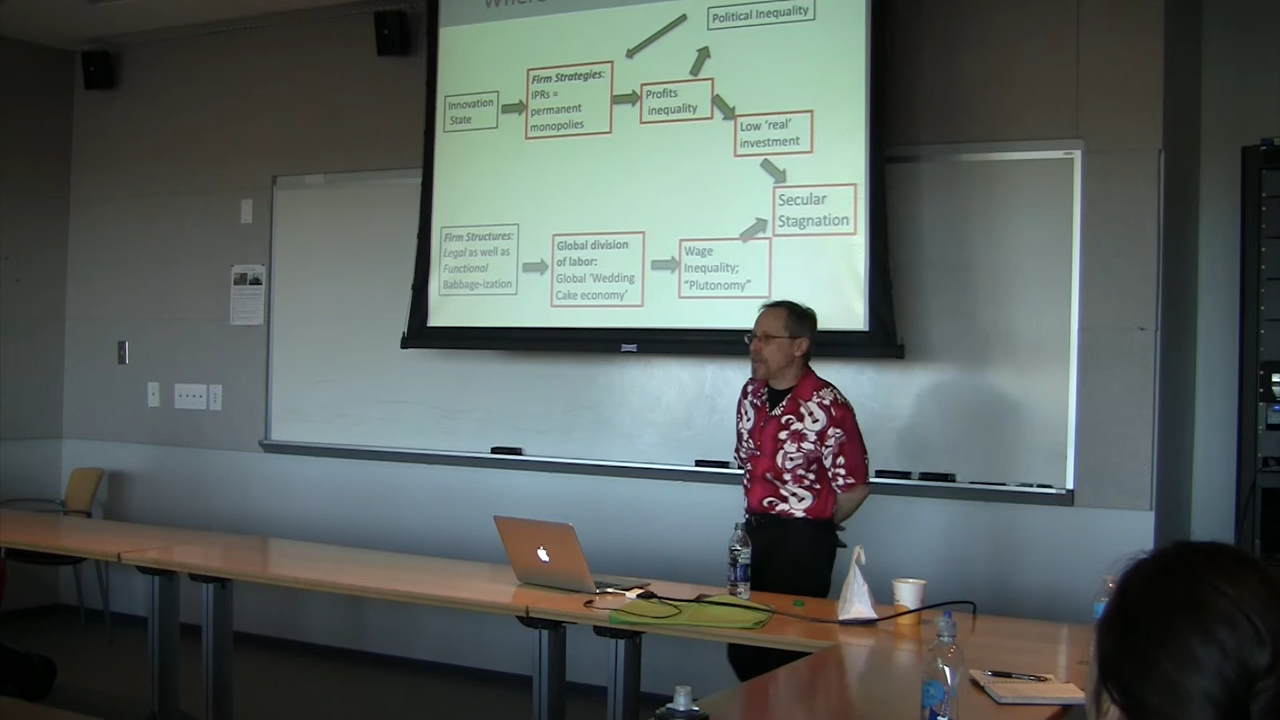 Where
Political Inequality
Firm Strategies:
IPRs =
permanent
monopolies
Innovation
State
Profits
inequality
Low 'real'
investment
Secular
Stagnation
Firm Structures:
Legal as well as
Functional
Babbage-ization
Global division
of labor:
Global 'Wedding
Cake economy'
Wage
Inequality;
"Plutonomy"